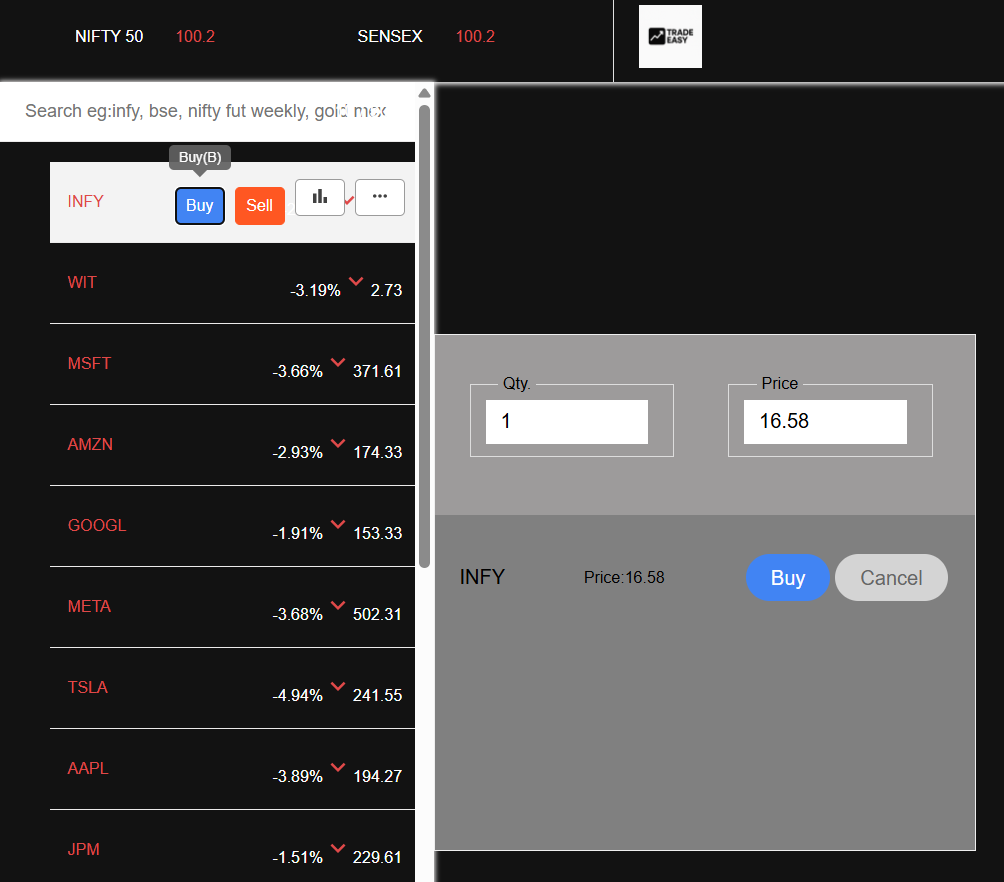 NIFTY 50 100.2 SENSEX 100.2
TRADE
EASY
Search eg:infy, bse, nifty fut weekly, gold mcx
Buy(B)
INFY Buy Sell
WIT -3.19% 2.73
MSFT -3.66% 371.61
AMZN -2.93% 174.33
GOOGL -1.91% 153.33
META -3.68% 502.31
TSLA -4.94% 241.55
AAPL -3.89% 194.27
JPM -1.51% 229.61
Qty. Price
1 16.58
INFY Price:16.58 Buy Cancel